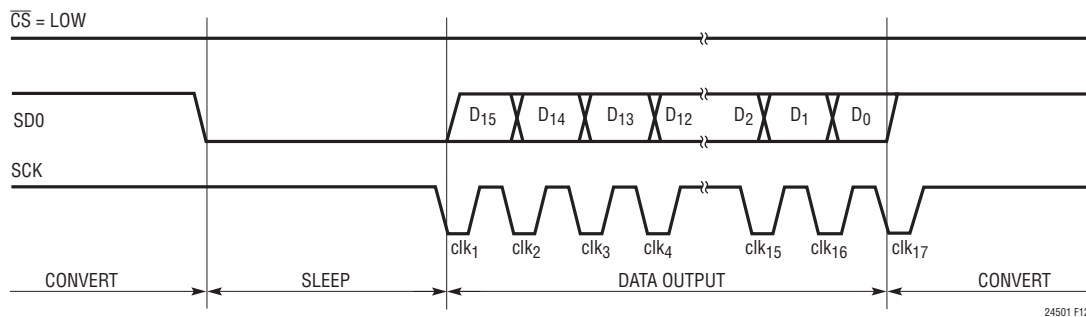 CS = LOW
SD0
D15 D14 D13 D12 D2 D1 D0
SCK
clk1 clk2 clk3 clk4 clk15 clk16 clk17
CONVERT SLEEP DATA OUTPUT CONVERT
24501 F12